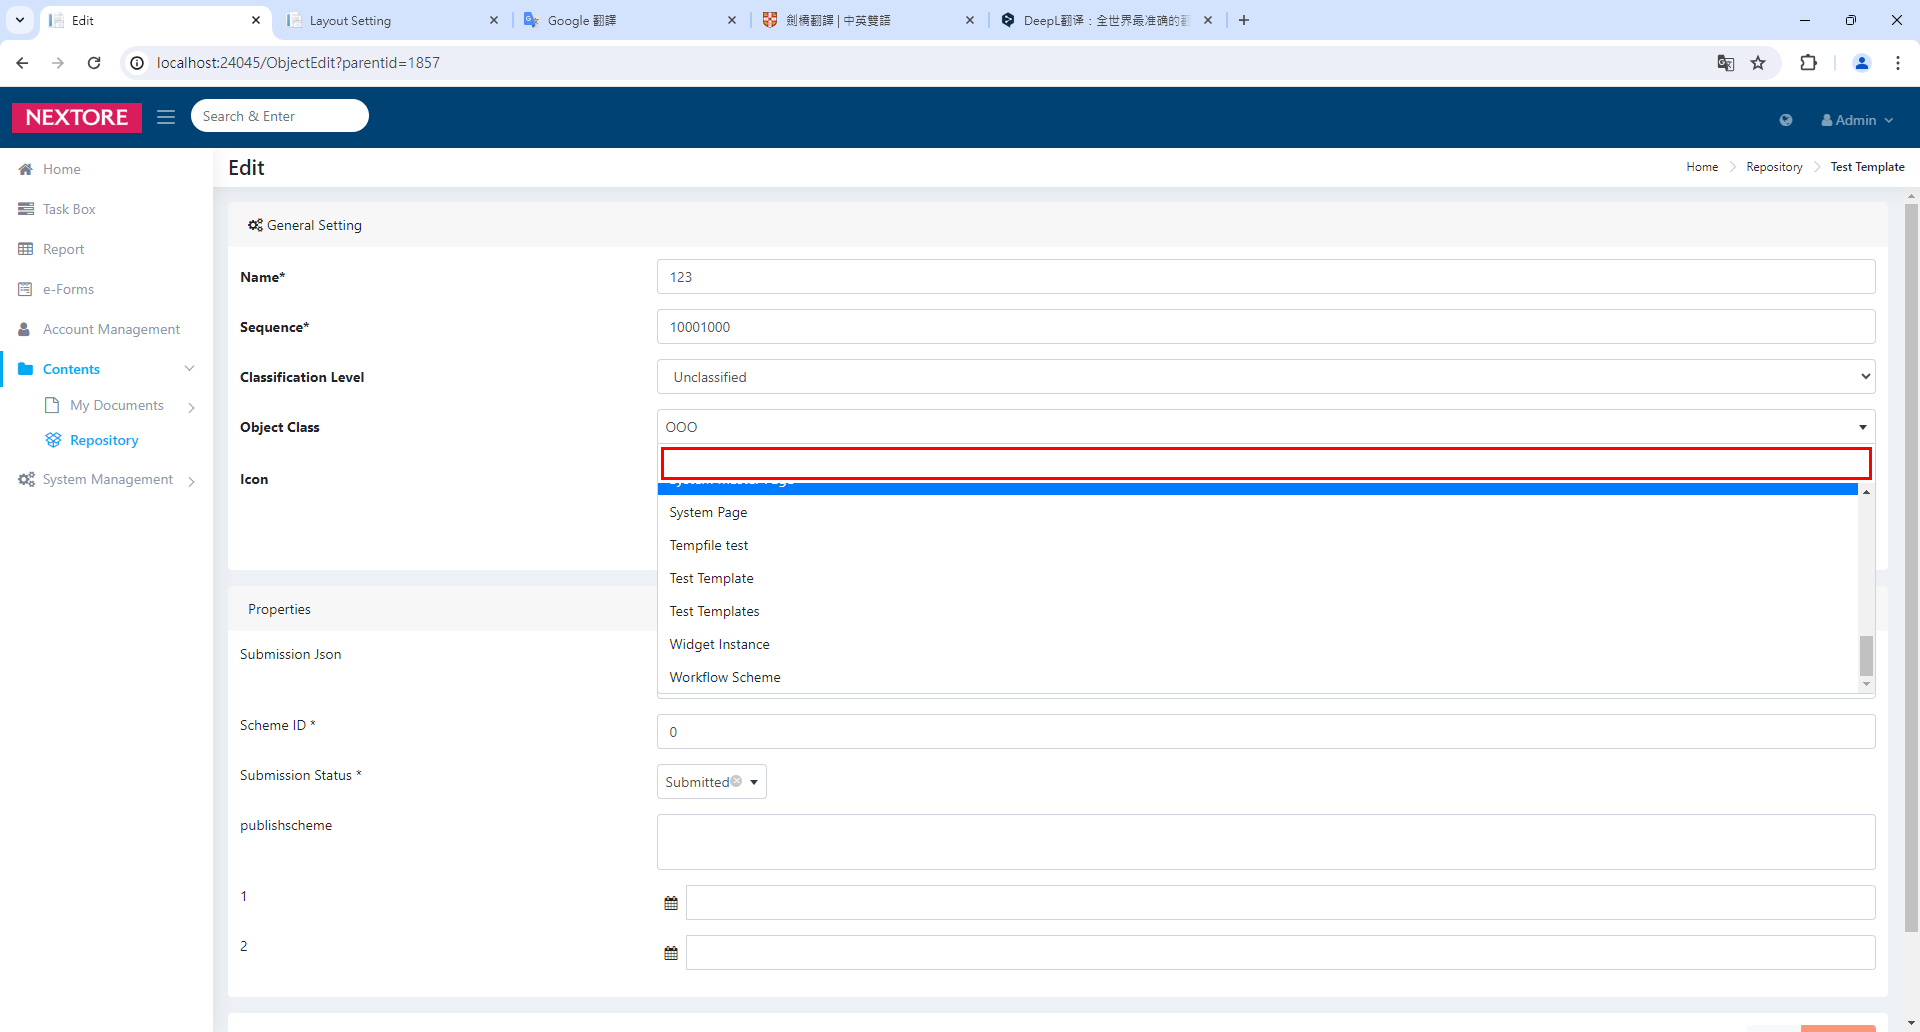 Edit
Layout Setting
Google 翻譯
劍橋翻譯 | 中英雙語
DeepL翻译：全世界最准确的
localhost:24045/ObjectEdit?parentid=1857
NEXTORE
Search & Enter
Admin
Home
Task Box
Report
e-Forms
Account Management
Contents
My Documents
Repository
System Management
Edit
Home
Repository
Test Template
General Setting
Name*
123
Sequence*
10001000
Classification Level
Unclassified
Object Class
OOO
Icon
System Page
Tempfile test
Test Template
Test Templates
Widget Instance
Workflow Scheme
Properties
Submission Json
Scheme ID *
0
Submission Status *
Submitted
publishscheme
1
2